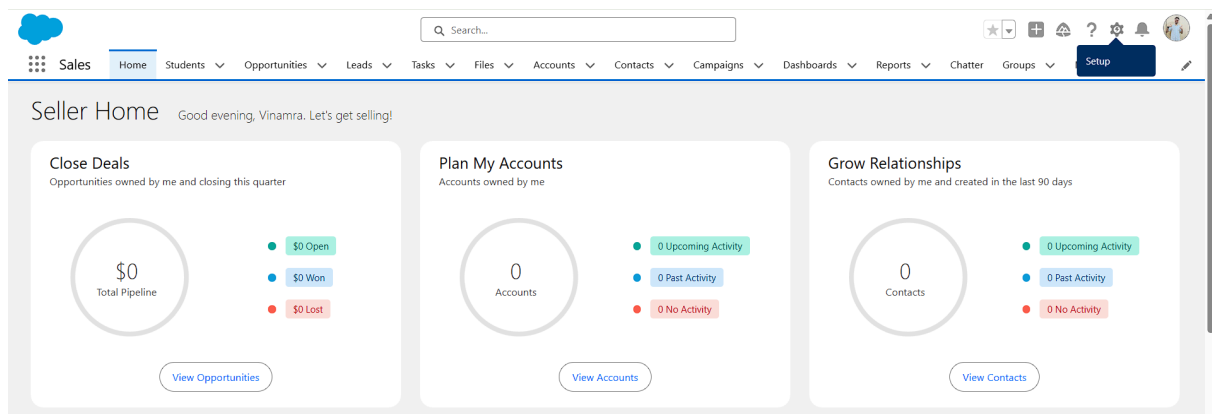 Search...
Sales Home Students Opportunities Leads Tasks Files Accounts Contacts Campaigns Dashboards Reports Chatter Groups
Setup
Seller Home Good evening, Vinamra. Let's get selling!
Close Deals
Opportunities owned by me and closing this quarter
$0
Total Pipeline
$0 Open
$0 Won
$0 Lost
View Opportunities
Plan My Accounts
Accounts owned by me
0
Accounts
0 Upcoming Activity
0 Past Activity
0 No Activity
View Accounts
Grow Relationships
Contacts owned by me and created in the last 90 days
0
Contacts
0 Upcoming Activity
0 Past Activity
0 No Activity
View Contacts